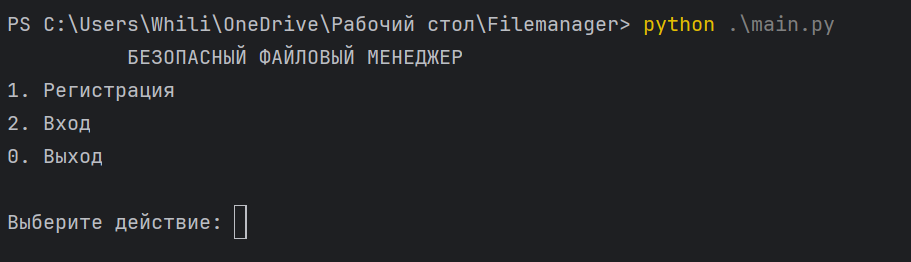 PS C:\Users\Whili\OneDrive\Рабочий стол\Filemanager> python .\main.py
БЕЗОПАСНЫЙ ФАЙЛОВЫЙ МЕНЕДЖЕР
1. Регистрация
2. Вход
0. Выход
Выберите действие: